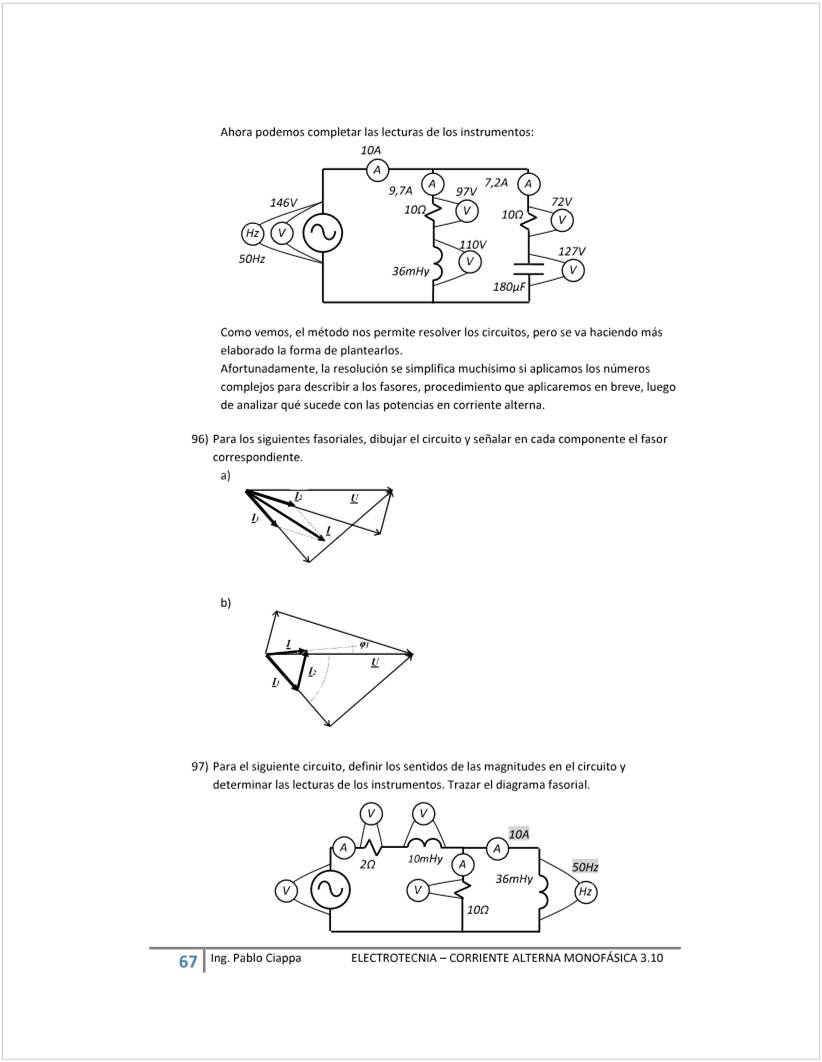 Ahora podemos completar las lecturas de los instrumentos:
10A
A
9,7A
A
97V
7,2A
A
146V
10Ω
V
10Ω
72V
V
Hz
V
50Hz
110V
V
127V
V
36mHy
180µF
Como vemos, el método nos permite resolver los circuitos, pero se va haciendo más
elaborado la forma de plantearlos.
Afortunadamente, la resolución se simplifica muchísimo si aplicamos los números
complejos para describir a los fasores, procedimiento que aplicaremos en breve, luego
de analizar qué sucede con las potencias en corriente alterna.
96) Para los siguientes fasoriales, dibujar el circuito y señalar en cada componente el fasor
correspondiente.
a)
I2
U
I1
I
b)
I
φ1
U
I2
I1
97) Para el siguiente circuito, definir los sentidos de las magnitudes en el circuito y
determinar las lecturas de los instrumentos. Trazar el diagrama fasorial.
V
V
10A
A
A
2Ω
10mHy
A
50Hz
36mHy
V
V
Hz
10Ω
67
Ing. Pablo Ciappa
ELECTROTECNIA – CORRIENTE ALTERNA MONOFÁSICA 3.10